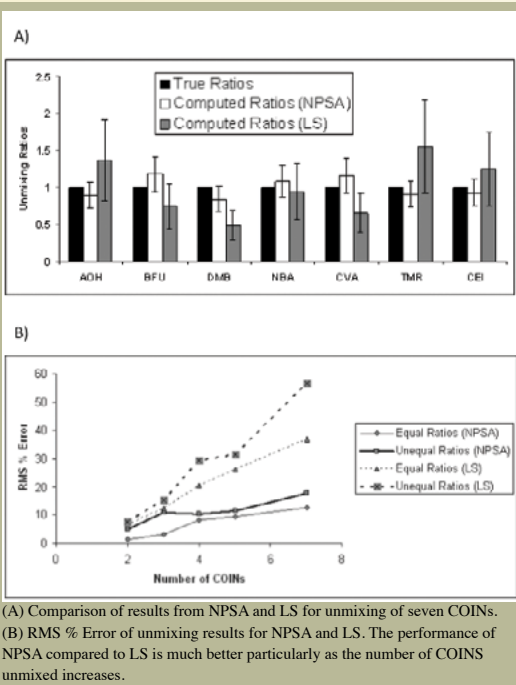 A)
2.5
2
1.5
1
0.5
0
Unmixing Ratios
True Ratios
Computed Ratios (NPSA)
Computed Ratios (LS)
AOH BFU DMB NBA CVA TMR CEI
B)
60
50
40
30
20
10
0
RMS % Error
0 2 4 6 8
Number of COINs
Equal Ratios (NPSA)
Unequal Ratios (NPSA)
Equal Ratios (LS)
Unequal Ratios (LS)
(A) Comparison of results from NPSA and LS for unmixing of seven COINs.
(B) RMS % Error of unmixing results for NPSA and LS. The performance of
NPSA compared to LS is much better particularly as the number of COINS
unmixed increases.